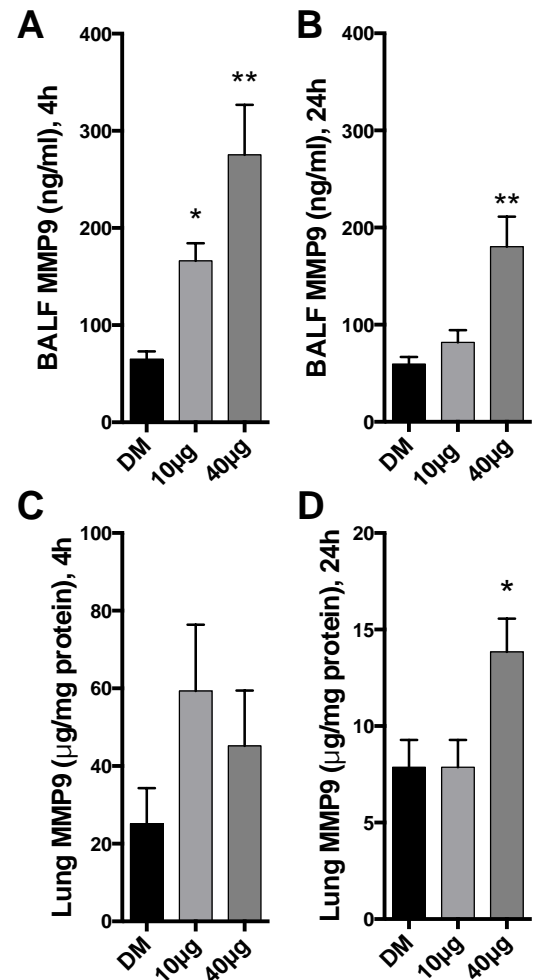 A
BALF MMP9 (ng/ml), 4h
400
300
200
100
0
*
**
DM
10µg
40µg
B
BALF MMP9 (ng/ml), 24h
400
300
200
100
0
**
DM
10µg
40µg
C
Lung MMP9 (µg/mg protein), 4h
100
80
60
40
20
0
DM
10µg
40µg
D
Lung MMP9 (µg/mg protein), 24h
20
15
10
5
0
*
DM
10µg
40µg